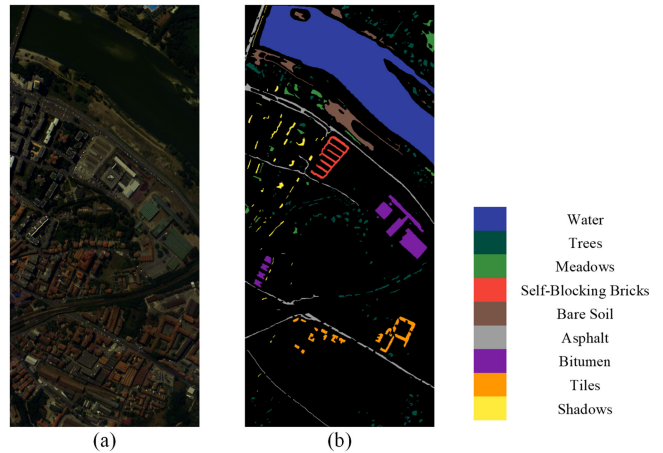 Water
Trees
Meadows
Self-Blocking Bricks
Bare Soil
Asphalt
Bitumen
Tiles
Shadows
(a)
(b)